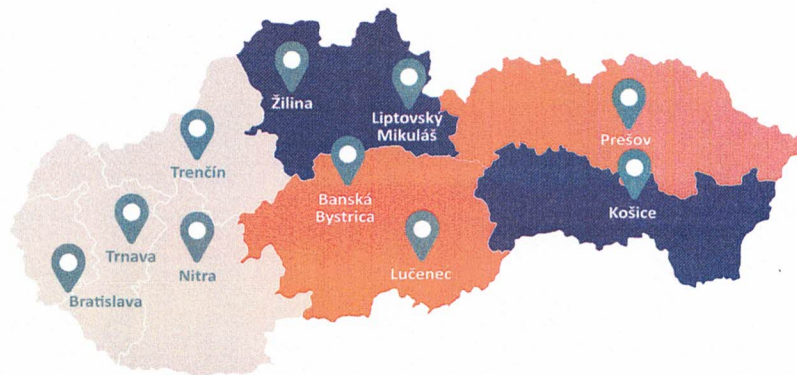 Žilina
Liptovský
Mikuláš
Prešov
Trenčín
Banská
Bystrica
Košice
Trnava
Nitra
Lučenec
Bratislava